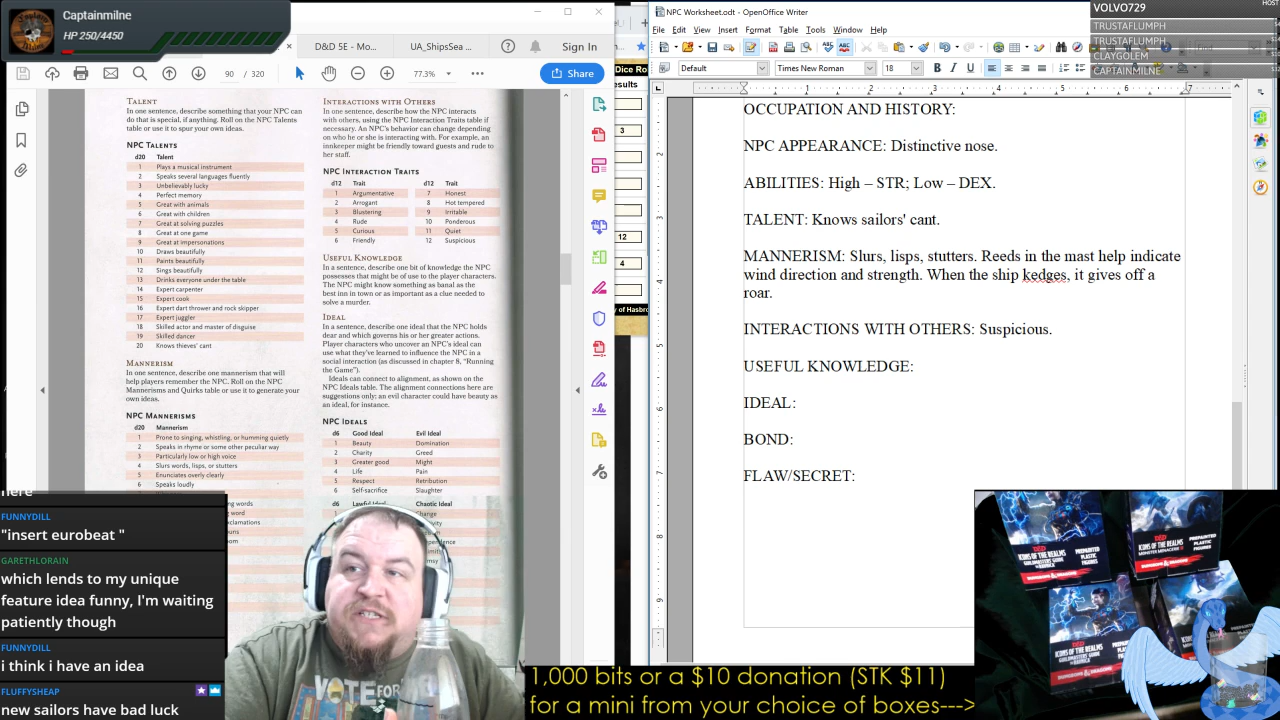 Captainmilne
HP 250/4450
D&D 5E - Mo...
UA_ShipsSea...
Sign In
90 / 320
77.3%
Share
TALENT
In one sentence, describe something that your NPC can
do that is special, if anything. Roll on the NPC Talents
table or use it to spur your own ideas.
NPC TALENTS
d20 Talent
1 Plays a musical instrument
2 Speaks several languages fluently
3 Unbelievably lucky
4 Perfect memory
5 Great with animals
6 Great with children
7 Great at solving puzzles
8 Great at one game
9 Great at impersonations
10 Draws beautifully
11 Paints beautifully
12 Sings beautifully
13 Drinks everyone under the table
14 Expert carpenter
15 Expert cook
16 Expert dart thrower and rock skipper
17 Expert juggler
18 Skilled actor and master of disguise
19 Skilled dancer
20 Knows thieves' cant
MANNERISM
In one sentence, describe one mannerism that will
help players remember the NPC. Roll on the NPC
Mannerisms and Quirks table or use it to generate your
own ideas.
NPC MANNERISMS
d20 Mannerism
1 Prone to singing, whistling, or humming quietly
2 Speaks in rhyme or some other peculiar way
3 Particularly low or high voice
4 Slurs words, lisps, or stutters
5 Enunciates overly clearly
6 Speaks loudly
INTERACTIONS WITH OTHERS
In one sentence, describe how the NPC interacts
with others, using the NPC Interaction Traits table if
necessary. An NPC's behavior can change depending
on who he or she is interacting with. For example, an
innkeeper might be friendly toward guests and rude to
her staff.
NPC INTERACTION TRAITS
d12 Trait d12 Trait
1 Argumentative 7 Honest
2 Arrogant 8 Hot tempered
3 Blustering 9 Irritable
4 Rude 10 Ponderous
5 Curious 11 Quiet
6 Friendly 12 Suspicious
USEFUL KNOWLEDGE
In a sentence, describe one bit of knowledge the NPC
possesses that might be of use to the player characters.
The NPC might know something as banal as the
best inn in town or as important as a clue needed to
solve a murder.
IDEAL
In a sentence, describe one ideal that the NPC holds
dear and which governs his or her greater actions.
Player characters who uncover an NPC's ideal can
use what they've learned to influence the NPC in a
social interaction (as discussed in chapter 8, "Running
the Game").
Ideals can connect to alignment, as shown on the
NPC Ideals table. The alignment connections here are
suggestions only; an evil character could have beauty as
an ideal, for instance.
NPC IDEALS
d6 Good Ideal Evil Ideal
1 Beauty Domination
2 Charity Greed
3 Greater good Might
4 Life Pain
5 Respect Retribution
6 Self-sacrifice Slaughter
d6 Lawful Ideal Chaotic Ideal
Dice Ro
3
12
4
y of Hasbro
NPC Worksheet.odt - OpenOffice Writer
File Edit View Insert Format Table Tools Window Help
Default
Times New Roman
18
OCCUPATION AND HISTORY:
NPC APPEARANCE: Distinctive nose.
ABILITIES: High – STR; Low – DEX.
TALENT: Knows sailors' cant.
MANNERISM: Slurs, lisps, stutters. Reeds in the mast help indicate
wind direction and strength. When the ship kedges, it gives off a
roar.
INTERACTIONS WITH OTHERS: Suspicious.
USEFUL KNOWLEDGE:
IDEAL:
BOND:
FLAW/SECRET:
VOLVO729
HOST
TRUSTAFLUMPH
TRUSTAFLUMPH
CLAYGOLEM
CAPTAINMILNE
here
FUNNYDILL
"insert eurobeat "
GARETHLORAIN
which lends to my unique
feature idea funny, I'm waiting
patiently though
FUNNYDILL
i think i have an idea
FLUFFYSHEAP
new sailors have bad luck
VOTE FOR
1,000 bits or a $10 donation (STK $11)
for a mini from your choice of boxes--->
ICONS OF THE REALMS
PREPAINTED
PLASTIC
FIGURES
DUNGEONS & DRAGONS